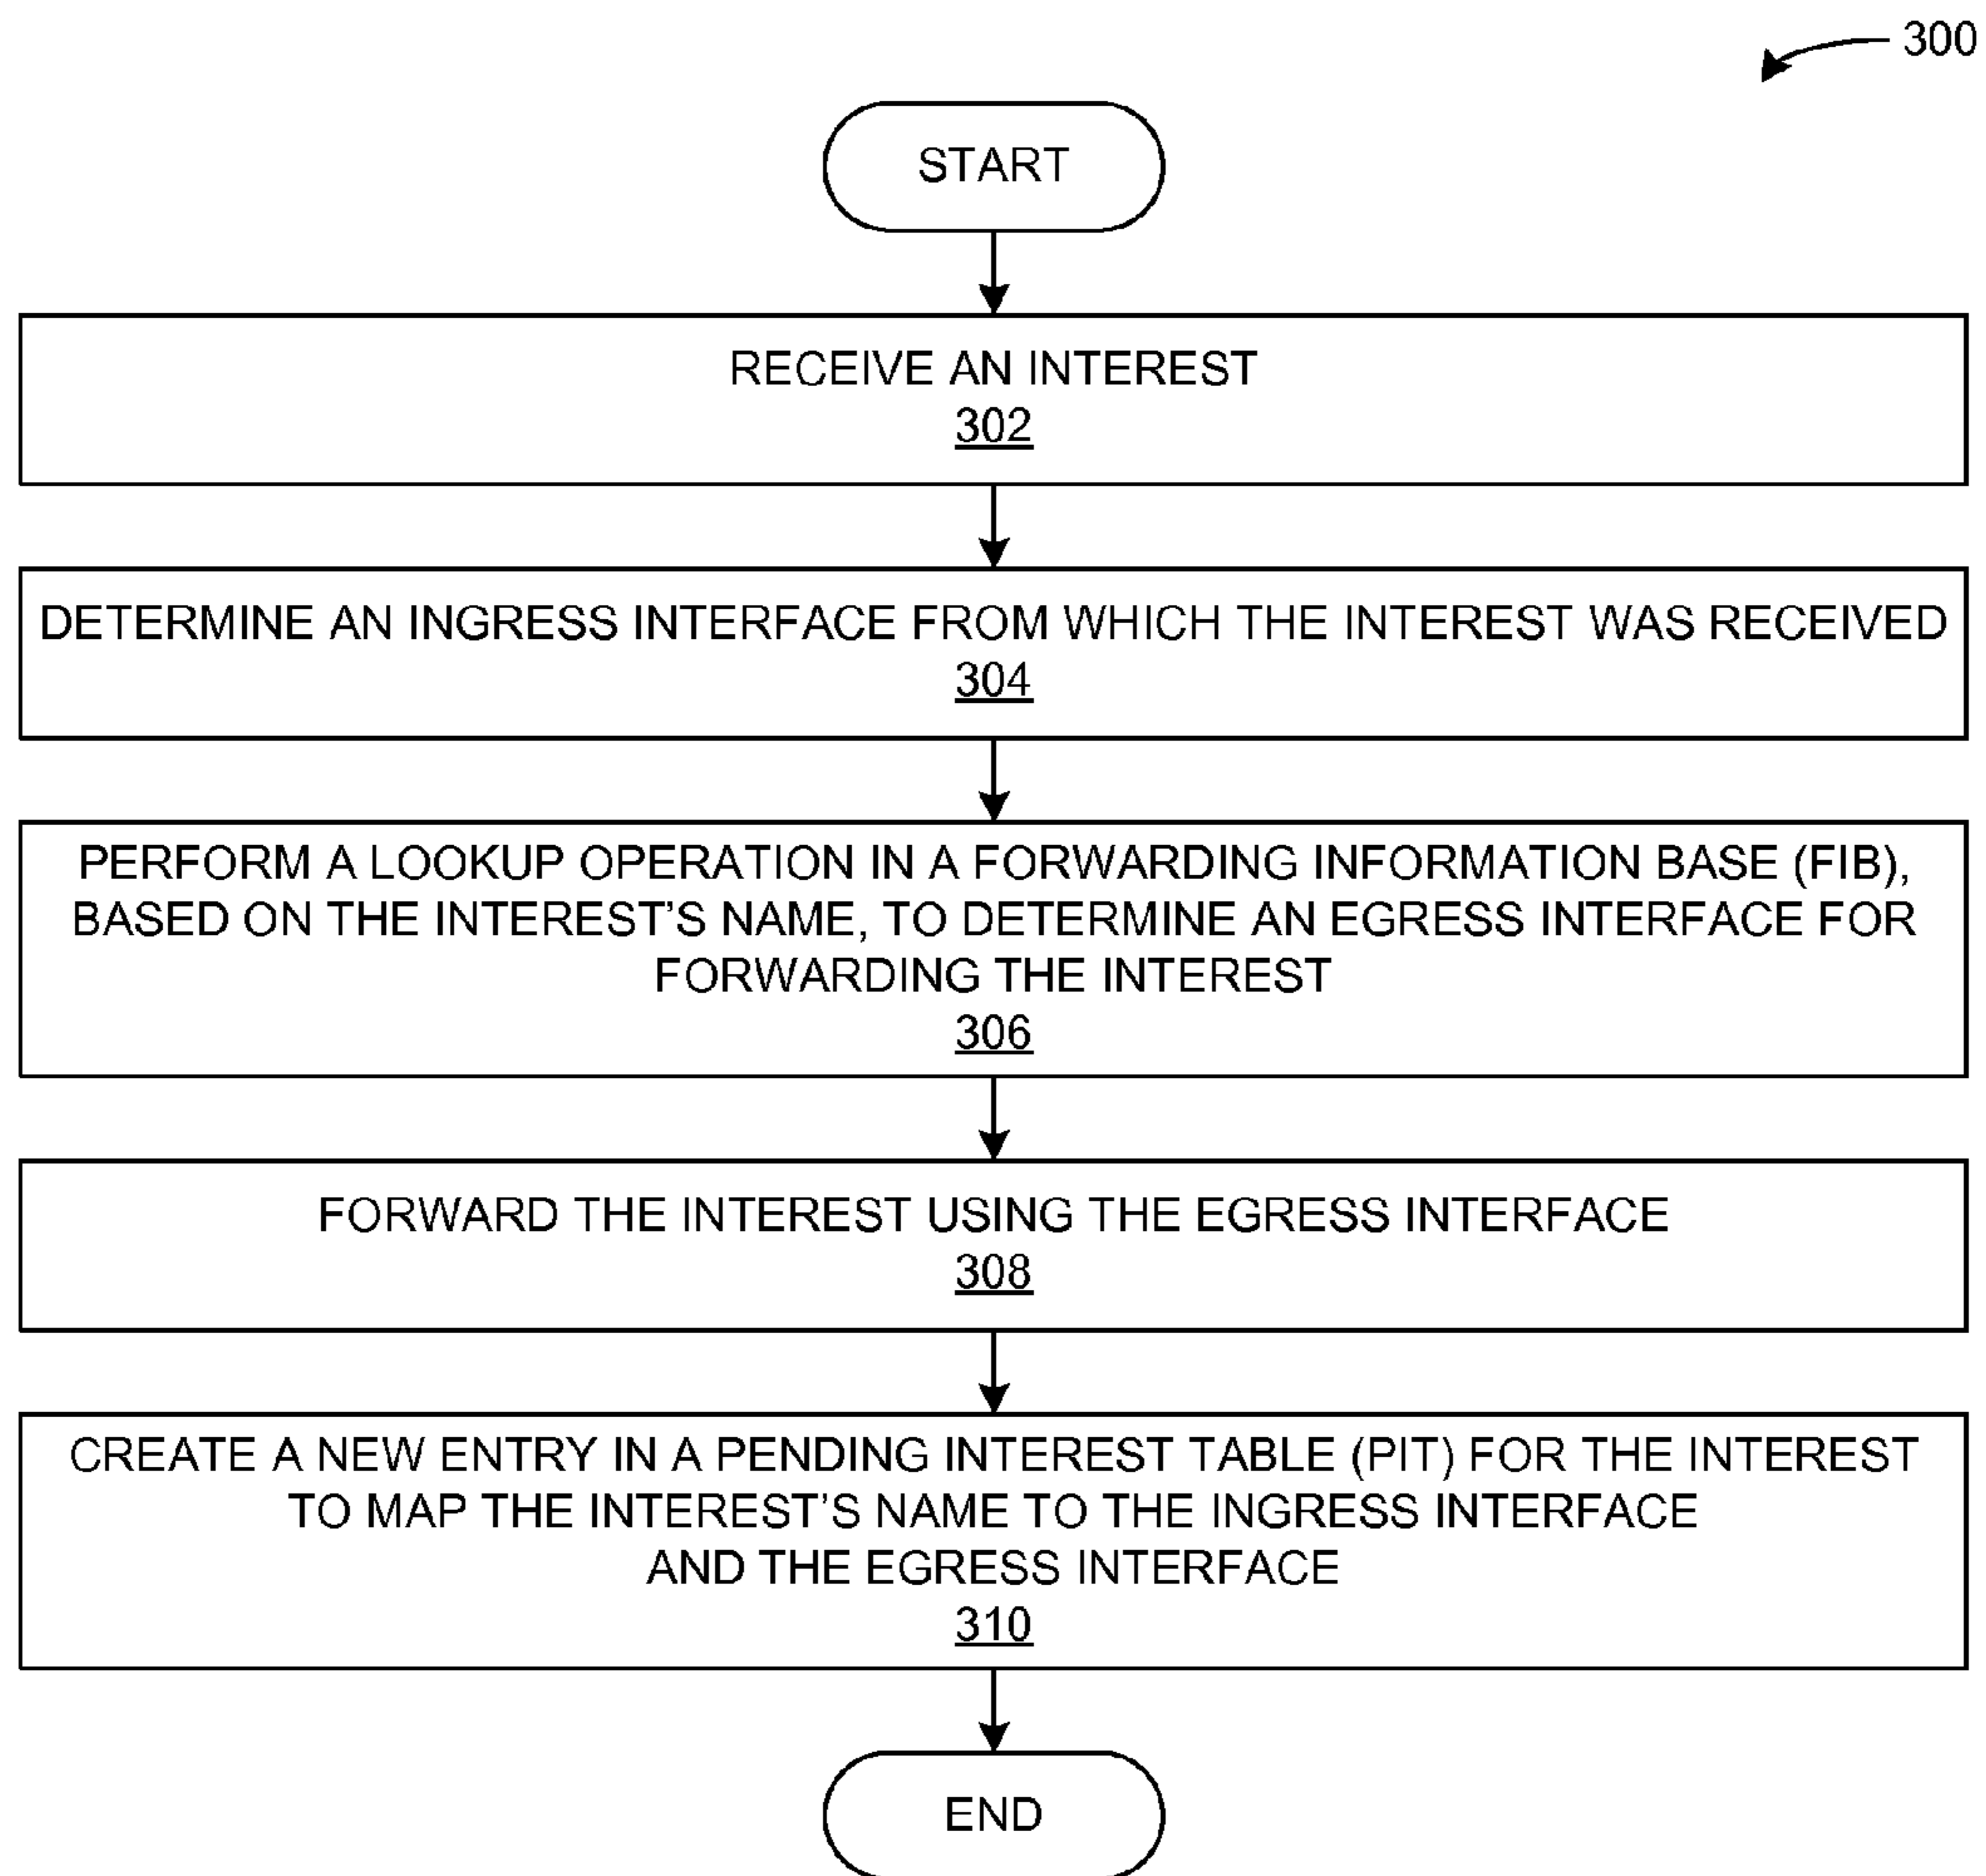 300
START
RECEIVE AN INTEREST
302
DETERMINE AN INGRESS INTERFACE FROM WHICH THE INTEREST WAS RECEIVED
304
PERFORM A LOOKUP OPERATION IN A FORWARDING INFORMATION BASE (FIB),
BASED ON THE INTEREST’S NAME, TO DETERMINE AN EGRESS INTERFACE FOR
FORWARDING THE INTEREST
306
FORWARD THE INTEREST USING THE EGRESS INTERFACE
308
CREATE A NEW ENTRY IN A PENDING INTEREST TABLE (PIT) FOR THE INTEREST
TO MAP THE INTEREST’S NAME TO THE INGRESS INTERFACE
AND THE EGRESS INTERFACE
310
END